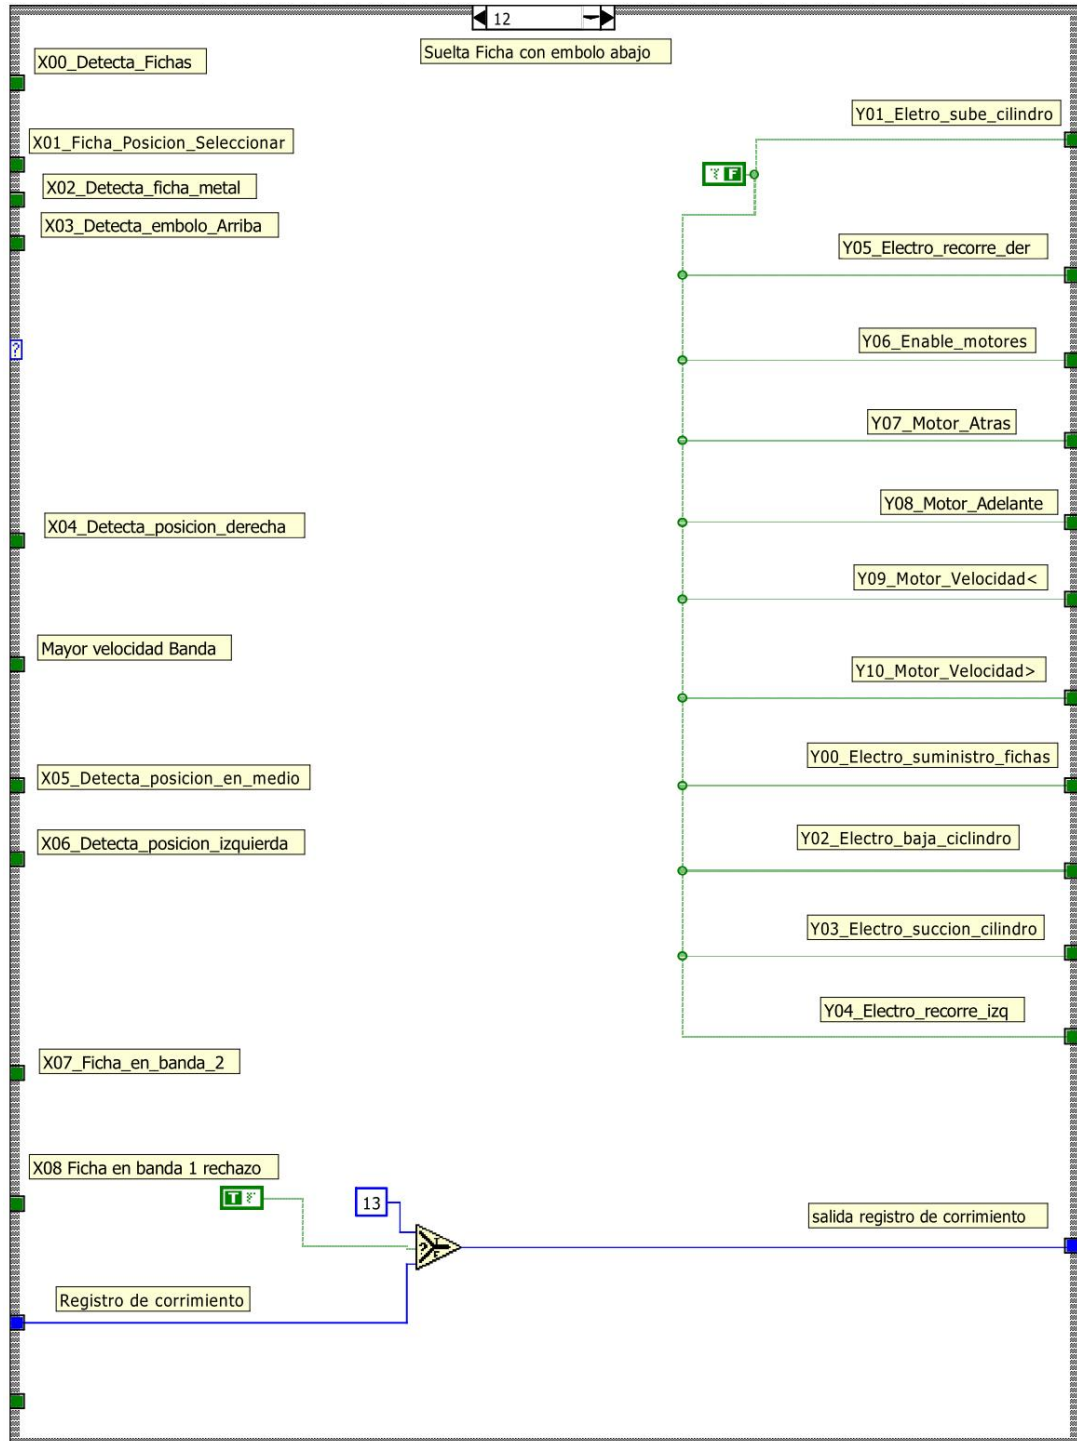 12
Suelta Ficha con embolo abajo
X00_Detecta_Fichas
Y01_Eletro_sube_cilindro
X01_Ficha_Posicion_Seleccionar
F
X02_Detecta_ficha_metal
X03_Detecta_embolo_Arriba
Y05_Electro_recorre_der
Y06_Enable_motores
?
Y07_Motor_Atras
Y08_Motor_Adelante
X04_Detecta_posicion_derecha
Y09_Motor_Velocidad<
Mayor velocidad Banda
Y10_Motor_Velocidad>
Y00_Electro_suministro_fichas
X05_Detecta_posicion_en_medio
Y02_Electro_baja_ciclindro
X06_Detecta_posicion_izquierda
Y03_Electro_succion_cilindro
Y04_Electro_recorre_izq
X07_Ficha_en_banda_2
X08 Ficha en banda 1 rechazo
T
13
salida registro de corrimiento
T
?
F
Registro de corrimiento